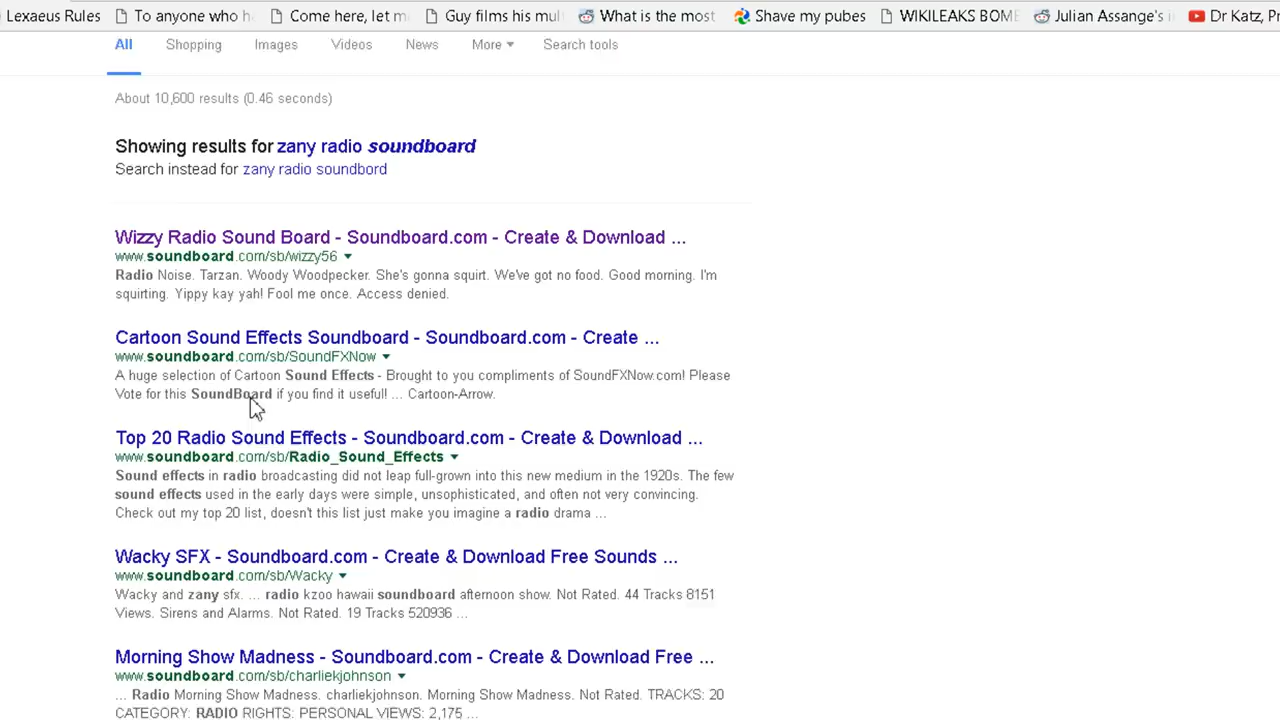 Lexaeus Rules To anyone who h Come here, let m Guy films his mul What is the most Shave my pubes WIKILEAKS BOME Julian Assange's i Dr Katz, Pr
All Shopping Images Videos News More Search tools
About 10,600 results (0.46 seconds)
Showing results for zany radio soundboard
Search instead for zany radio soundbord
Wizzy Radio Sound Board - Soundboard.com - Create & Download ...
www.soundboard.com/sb/wizzy56
Radio Noise. Tarzan. Woody Woodpecker. She's gonna squirt. We've got no food. Good morning. I'm
squirting. Yippy kay yah! Fool me once. Access denied.
Cartoon Sound Effects Soundboard - Soundboard.com - Create ...
www.soundboard.com/sb/SoundFXNow
A huge selection of Cartoon Sound Effects - Brought to you compliments of SoundFXNow.com! Please
Vote for this SoundBoard if you find it useful! ... Cartoon-Arrow.
Top 20 Radio Sound Effects - Soundboard.com - Create & Download ...
www.soundboard.com/sb/Radio_Sound_Effects
Sound effects in radio broadcasting did not leap full-grown into this new medium in the 1920s. The few
sound effects used in the early days were simple, unsophisticated, and often not very convincing.
Check out my top 20 list, doesn't this list just make you imagine a radio drama ...
Wacky SFX - Soundboard.com - Create & Download Free Sounds ...
www.soundboard.com/sb/Wacky
Wacky and zany sfx. ... radio kzoo hawaii soundboard afternoon show. Not Rated. 44 Tracks 8151
Views. Sirens and Alarms. Not Rated. 19 Tracks 520936 ...
Morning Show Madness - Soundboard.com - Create & Download Free ...
www.soundboard.com/sb/charliekjohnson
... Radio Morning Show Madness. charliekjohnson. Morning Show Madness. Not Rated. TRACKS: 20
CATEGORY: RADIO RIGHTS: PERSONAL VIEWS: 2,175 ...